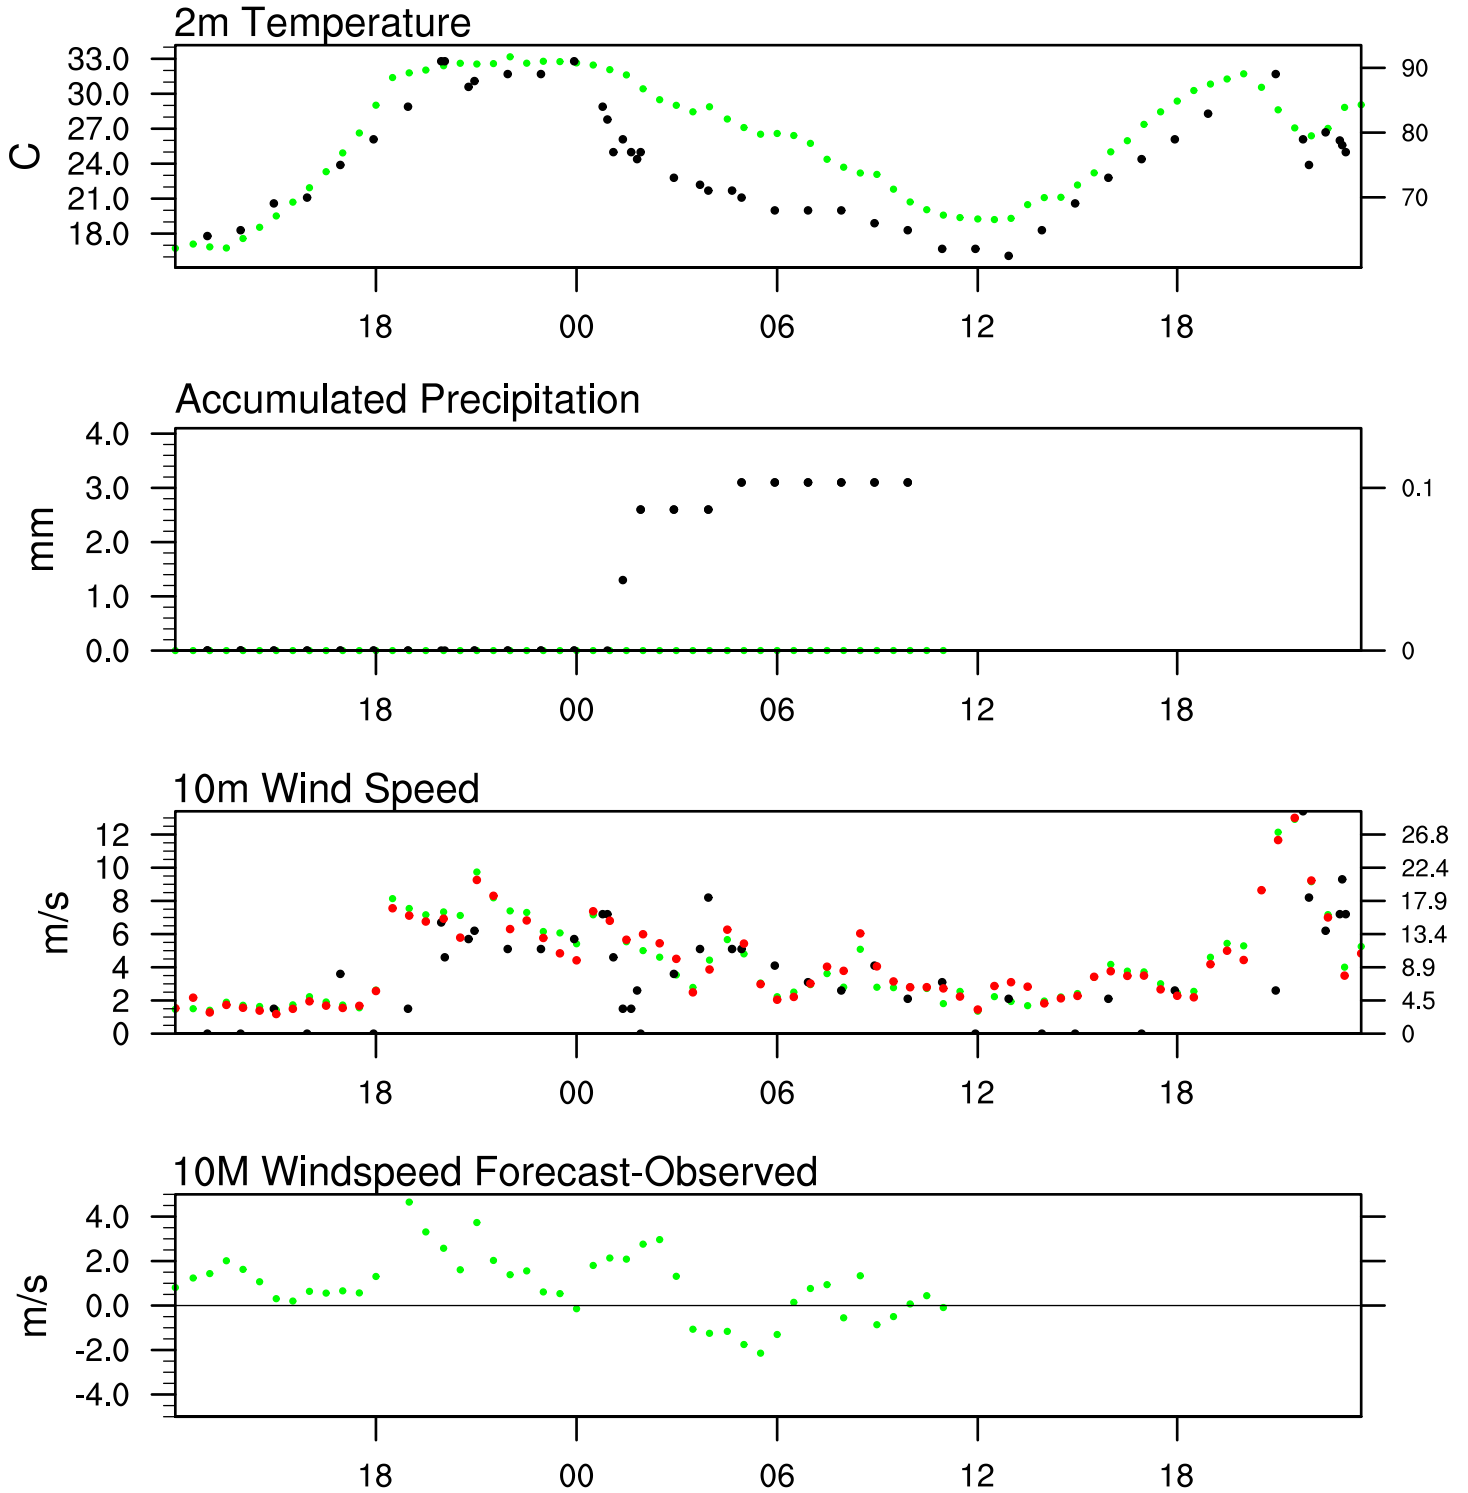 2m Temperature
33.0
30.0
27.0
24.0
21.0
18.0
C
90
80
70
18 00 06 12 18
Accumulated Precipitation
4.0
3.0
2.0
1.0
0.0
mm
0.1
0
18 00 06 12 18
10m Wind Speed
12
10
8
6
4
2
0
m/s
26.8
22.4
17.9
13.4
8.9
4.5
0
18 00 06 12 18
10M Windspeed Forecast-Observed
4.0
2.0
0.0
-2.0
-4.0
m/s
18 00 06 12 18